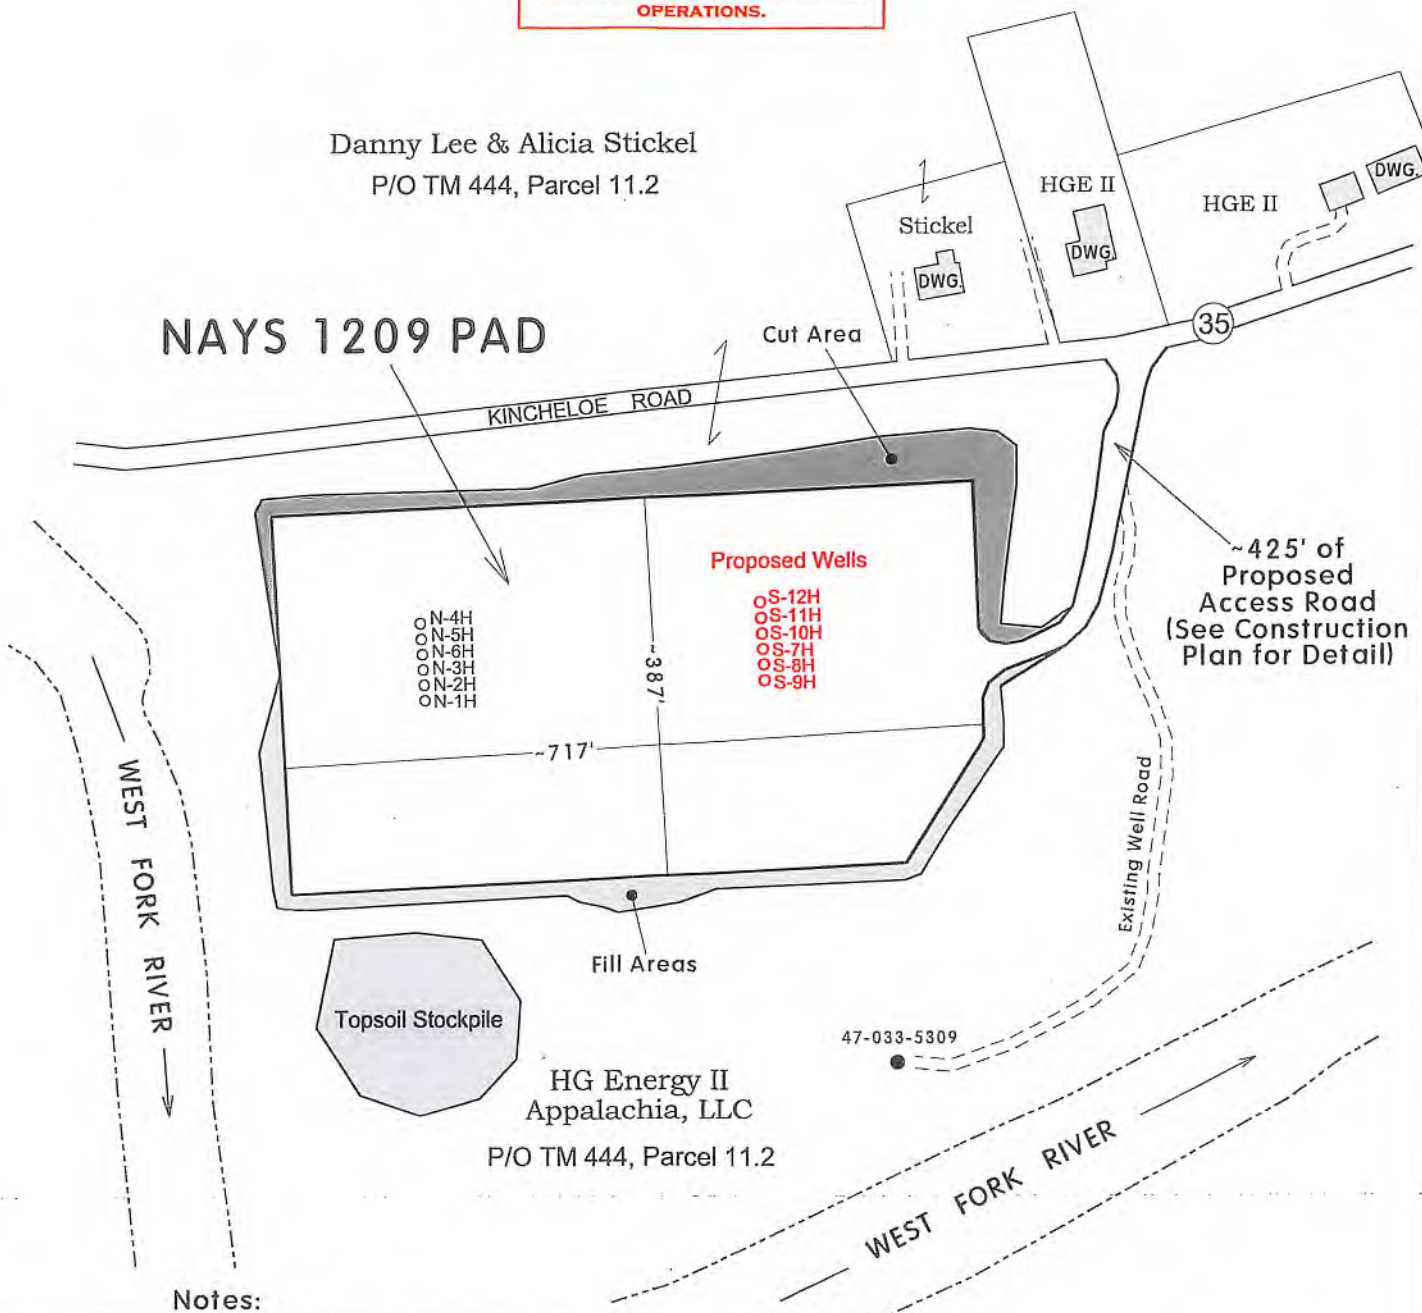 OPERATIONS.
Danny Lee & Alicia Stickel
P/O TM 444, Parcel 11.2
HGE II
HGE II
DWG.
Stickel
DWG.
DWG.
35
NAYS 1209 PAD
Cut Area
KINCHELOE ROAD
~425' of
Proposed
Access Road
(See Construction
Plan for Detail)
Proposed Wells
S-12H
S-11H
S-10H
S-7H
S-8H
S-9H
N-4H
N-5H
N-6H
N-3H
N-2H
N-1H
~387'
~717'
WEST FORK RIVER
Existing Well Road
Fill Areas
Topsoil Stockpile
47-033-5309
HG Energy II
Appalachia, LLC
P/O TM 444, Parcel 11.2
WEST FORK RIVER
Notes: